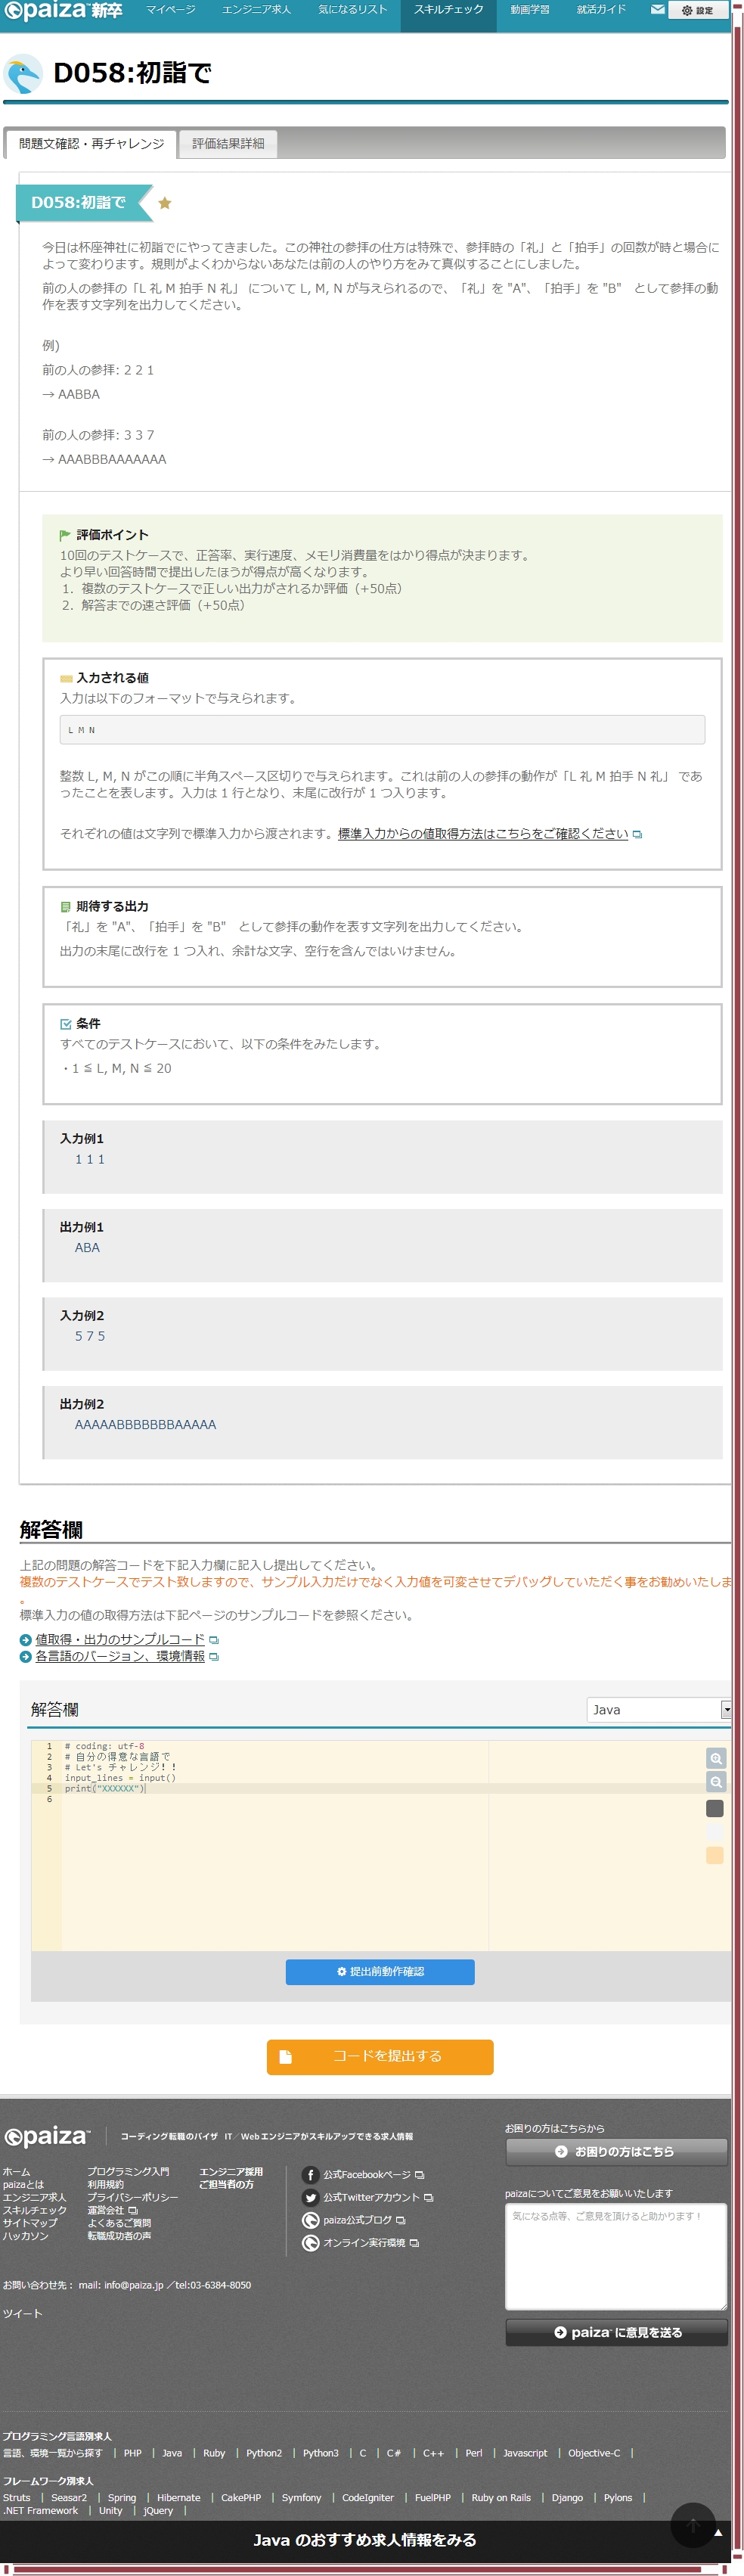 paiza新卒 マイページ エンジニア求人 気になるリスト スキルチェック 動画学習 就活ガイド 設定
D058:初詣で
問題文確認・再チャレンジ 評価結果詳細
D058:初詣で
今日は杯座神社に初詣でにやってきました。この神社の参拝の仕方は特殊で、参拝時の「礼」と「拍手」の回数が時と場合に
よって変わります。規則がよくわからないあなたは前の人のやり方をみて真似することにしました。
前の人の参拝の「L 礼 M 拍手 N 礼」 について L, M, N が与えられるので、「礼」を "A"、「拍手」を "B" として参拝の動
作を表す文字列を出力してください。
例)
前の人の参拝: 2 2 1
→ AABBA
前の人の参拝: 3 3 7
→ AAABBBAAAAAAA
評価ポイント
10回のテストケースで、正答率、実行速度、メモリ消費量をはかり得点が決まります。
より早い回答時間で提出したほうが得点が高くなります。
1. 複数のテストケースで正しい出力がされるか評価（+50点）
2. 解答までの速さ評価（+50点）
入力される値
入力は以下のフォーマットで与えられます。
L M N
整数 L, M, N がこの順に半角スペース区切りで与えられます。これは前の人の参拝の動作が「L 礼 M 拍手 N 礼」 であ
ったことを表します。入力は 1 行となり、末尾に改行が 1 つ入ります。
それぞれの値は文字列で標準入力から渡されます。標準入力からの値取得方法はこちらをご確認ください
期待する出力
「礼」を "A"、「拍手」を "B" として参拝の動作を表す文字列を出力してください。
出力の末尾に改行を 1 つ入れ、余計な文字、空行を含んではいけません。
条件
すべてのテストケースにおいて、以下の条件をみたします。
・1 ≦ L, M, N ≦ 20
入力例1
1 1 1
出力例1
ABA
入力例2
5 7 5
出力例2
AAAAABBBBBBBAAAAA
解答欄
上記の問題の解答コードを下記入力欄に記入し提出してください。
複数のテストケースでテスト致しますので、サンプル入力だけでなく入力値を可変させてデバッグしていただく事をお勧めいたしま
。
標準入力の値の取得方法は下記ページのサンプルコードを参照ください。
値取得・出力のサンプルコード
各言語のバージョン、環境情報
解答欄 Java
1 # coding: utf-8
2 # 自分の得意な言語で
3 # Let's チャレンジ！！
4 input_lines = input()
5 print("XXXXXX")
6
提出前動作確認
コードを提出する
paiza コーディング転職のパイザ IT／Webエンジニアがスキルアップできる求人情報
お困りの方はこちらから
お困りの方はこちら
ホーム プログラミング入門 エンジニア採用 公式Facebookページ
paizaとは 利用規約 ご担当者の方
エンジニア求人 プライバシーポリシー 公式Twitterアカウント
スキルチェック 運営会社
サイトマップ よくあるご質問 paiza公式ブログ
ハッカソン 転職成功者の声 オンライン実行環境
paizaについてご意見をお願いいたします
気になる点等、ご意見を頂けると助かります！
お問い合わせ先： mail: info@paiza.jp ／tel:03-6384-8050
ツイート
paizaに意見を送る
プログラミング言語別求人
言語、環境一覧から探す | PHP | Java | Ruby | Python2 | Python3 | C | C# | C++ | Perl | Javascript | Objective-C |
フレームワーク別求人
Struts | Seasar2 | Spring | Hibernate | CakePHP | Symfony | CodeIgniter | FuelPHP | Ruby on Rails | Django | Pylons |
.NET Framework | Unity | jQuery |
Java のおすすめ求人情報をみる ▲